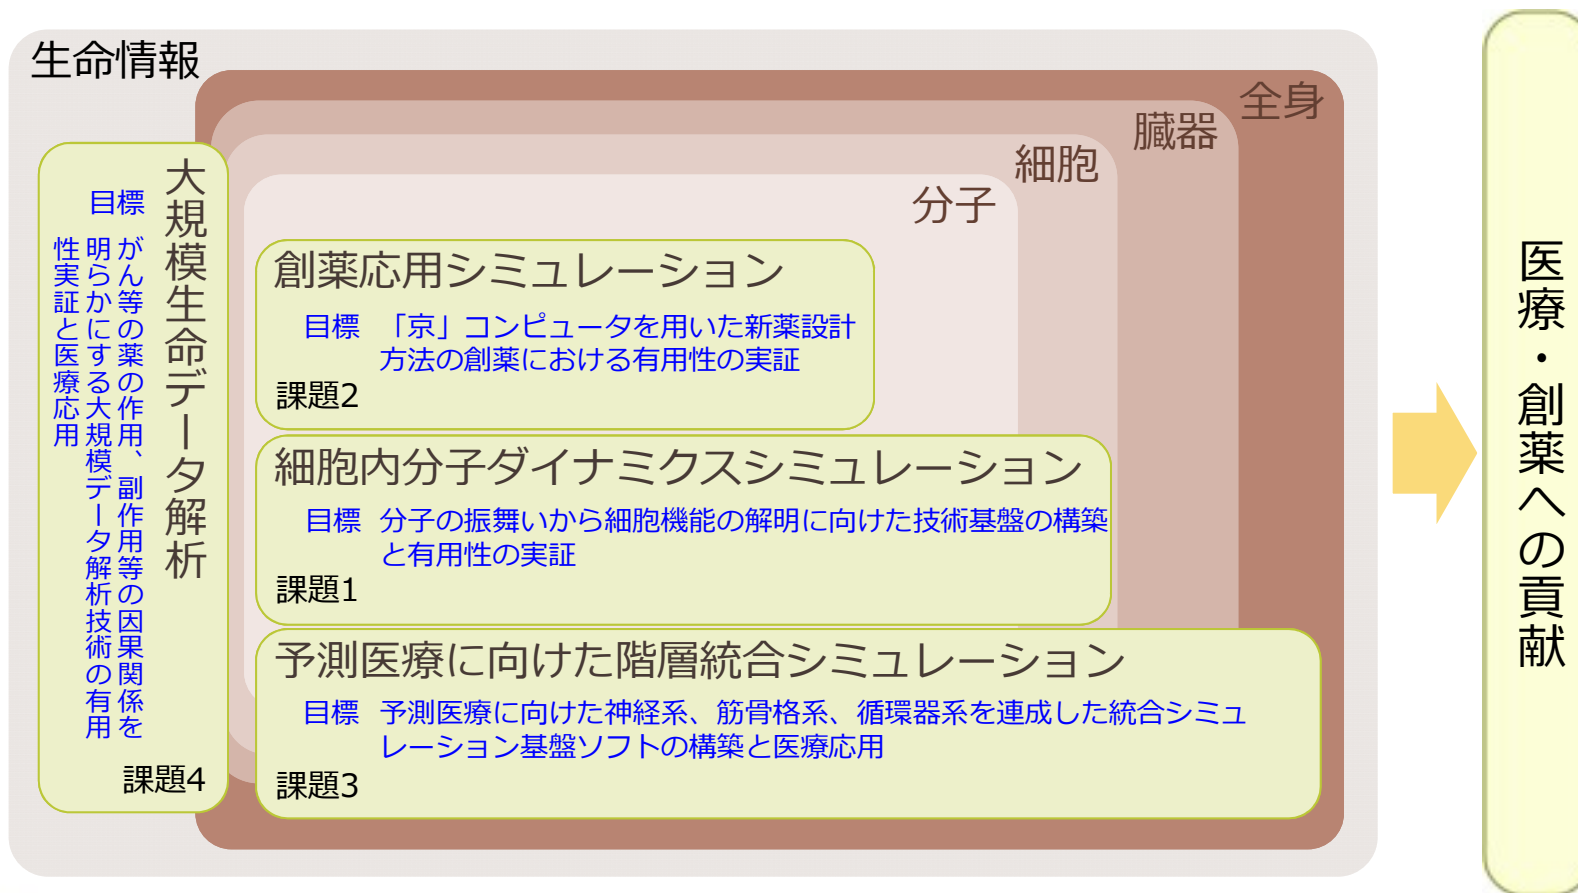 生命情報
全身
臓器
細胞
分子
大規模生命データ解析
目標
がん等の薬の作用、副作用等の因果関係を
明らかにする大規模データ解析技術の有用
性実証と医療応用
課題4
創薬応用シミュレーション
目標 「京」コンピュータを用いた新薬設計
方法の創薬における有用性の実証
課題2
細胞内分子ダイナミクスシミュレーション
目標 分子の振舞いから細胞機能の解明に向けた技術基盤の構築
と有用性の実証
課題1
予測医療に向けた階層統合シミュレーション
目標 予測医療に向けた神経系、筋骨格系、循環器系を連成した統合シミュ
レーション基盤ソフトの構築と医療応用
課題3
医療・創薬への貢献